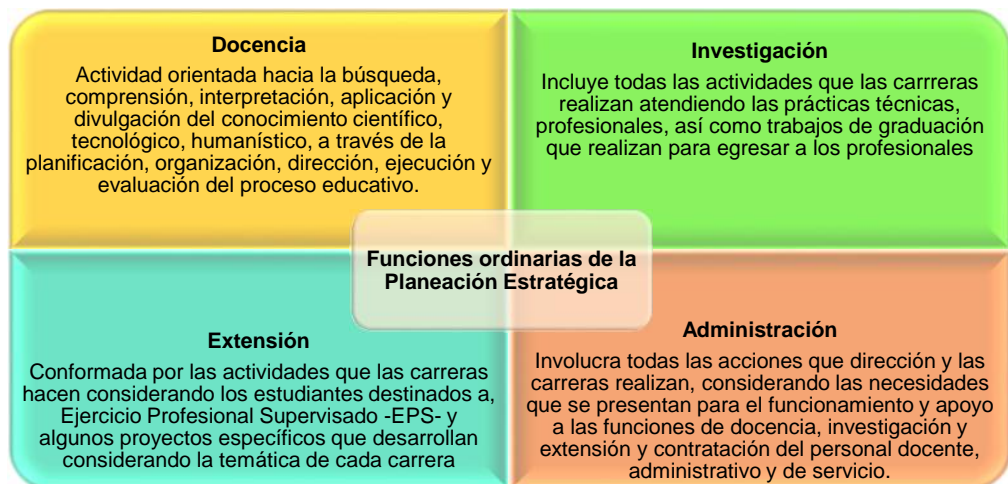 Docencia
Actividad orientada hacia la búsqueda,
comprensión, interpretación, aplicación y
divulgación del conocimiento científico,
tecnológico, humanístico, a través de la
planificación, organización, dirección, ejecución y
evaluación del proceso educativo.
Investigación
Incluye todas las actividades que las carrreras
realizan atendiendo las prácticas técnicas,
profesionales, así como trabajos de graduación
que realizan para egresar a los profesionales
Funciones ordinarias de la
Planeación Estratégica
Extensión
Conformada por las actividades que las carreras
hacen considerando los estudiantes destinados a,
Ejercicio Profesional Supervisado -EPS- y
algunos proyectos específicos que desarrollan
considerando la temática de cada carrera
Administración
Involucra todas las acciones que dirección y las
carreras realizan, considerando las necesidades
que se presentan para el funcionamiento y apoyo
a las funciones de docencia, investigación y
extensión y contratación del personal docente,
administrativo y de servicio.